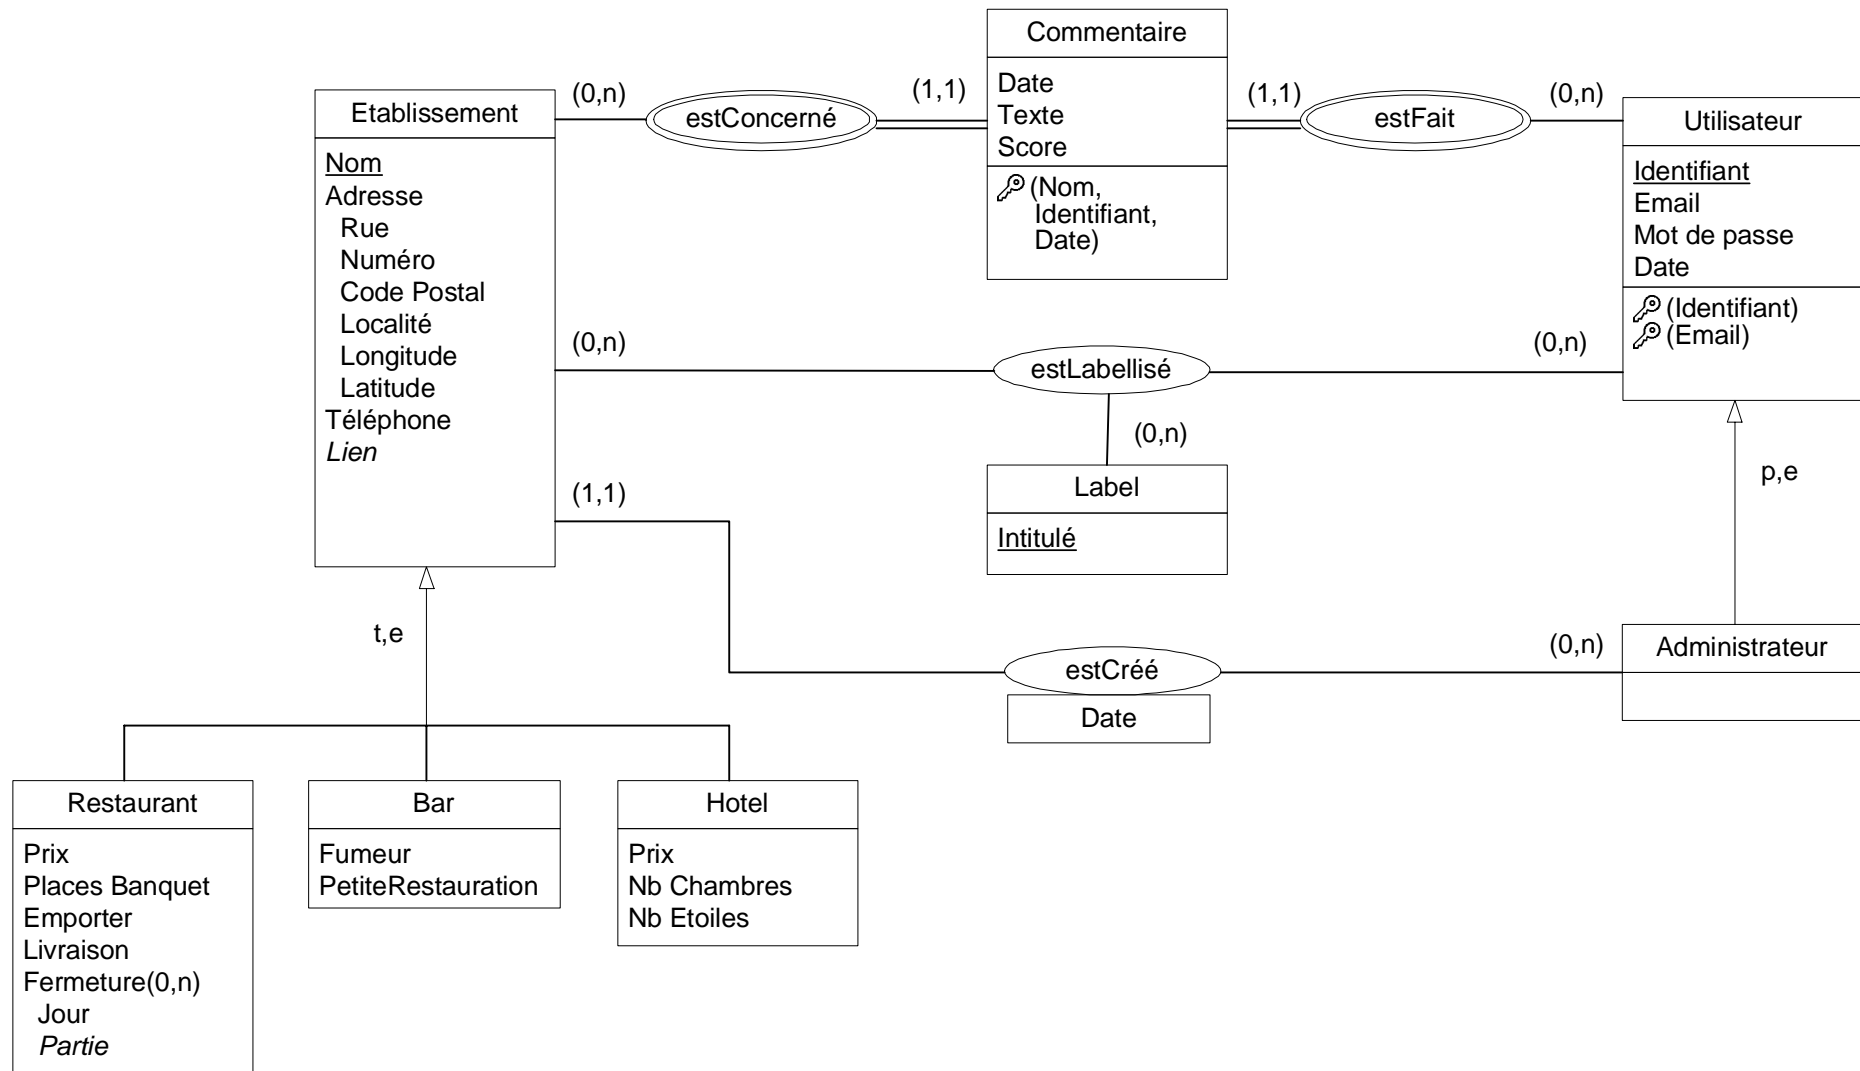 Commentaire
Date
Texte
Score
(Nom,
Identifiant,
Date)
(0,n)
estConcerné
(1,1)
(1,1)
estFait
(0,n)
Etablissement
Nom
Adresse
Rue
Numéro
Code Postal
Localité
Longitude
Latitude
Téléphone
Lien
Utilisateur
Identifiant
Email
Mot de passe
Date
(Identifiant)
(Email)
(0,n)
estLabellisé
(0,n)
(0,n)
Label
Intitulé
p,e
(1,1)
estCréé
Date
(0,n)
Administrateur
t,e
Restaurant
Prix
Places Banquet
Emporter
Livraison
Fermeture(0,n)
Jour
Partie
Bar
Fumeur
PetiteRestauration
Hotel
Prix
Nb Chambres
Nb Etoiles